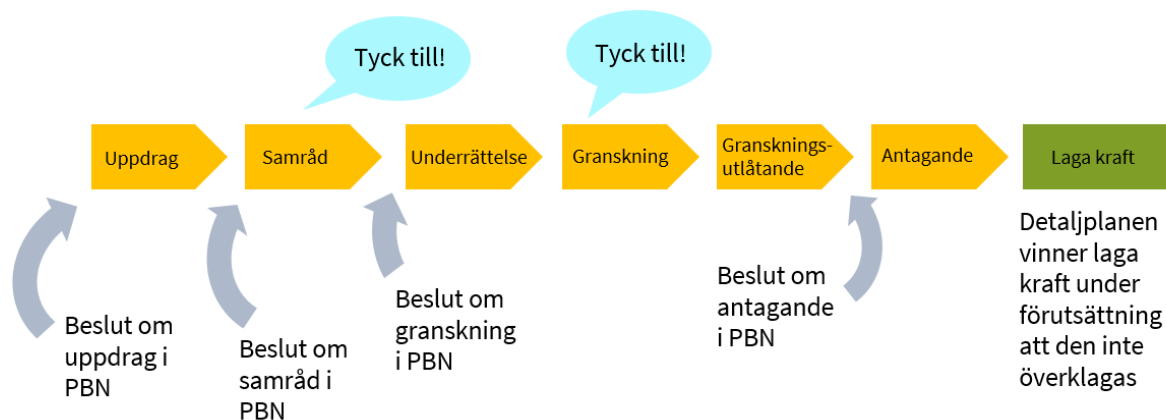 Tyck till!
Tyck till!
Uppdrag
Samråd
Underrättelse
Granskning
Gransknings-
utlåtande
Antagande
Laga kraft
Beslut om
uppdrag i
PBN
Beslut om
samråd i
PBN
Beslut om
granskning
i PBN
Beslut om
antagande
i PBN
Detaljplanen
vinner laga
kraft under
förutsättning
att den inte
överklagas